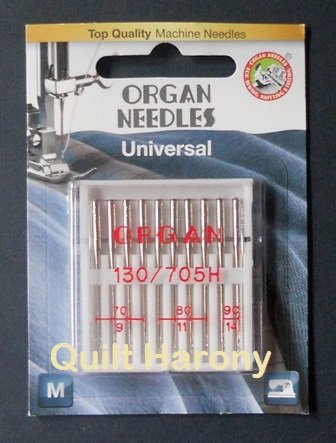 Top Quality Machine Needles
ORGAN
NEEDLES
Universal
ORGAN
130/705H
70 80 90
9 11 14
Quilt Harony
M